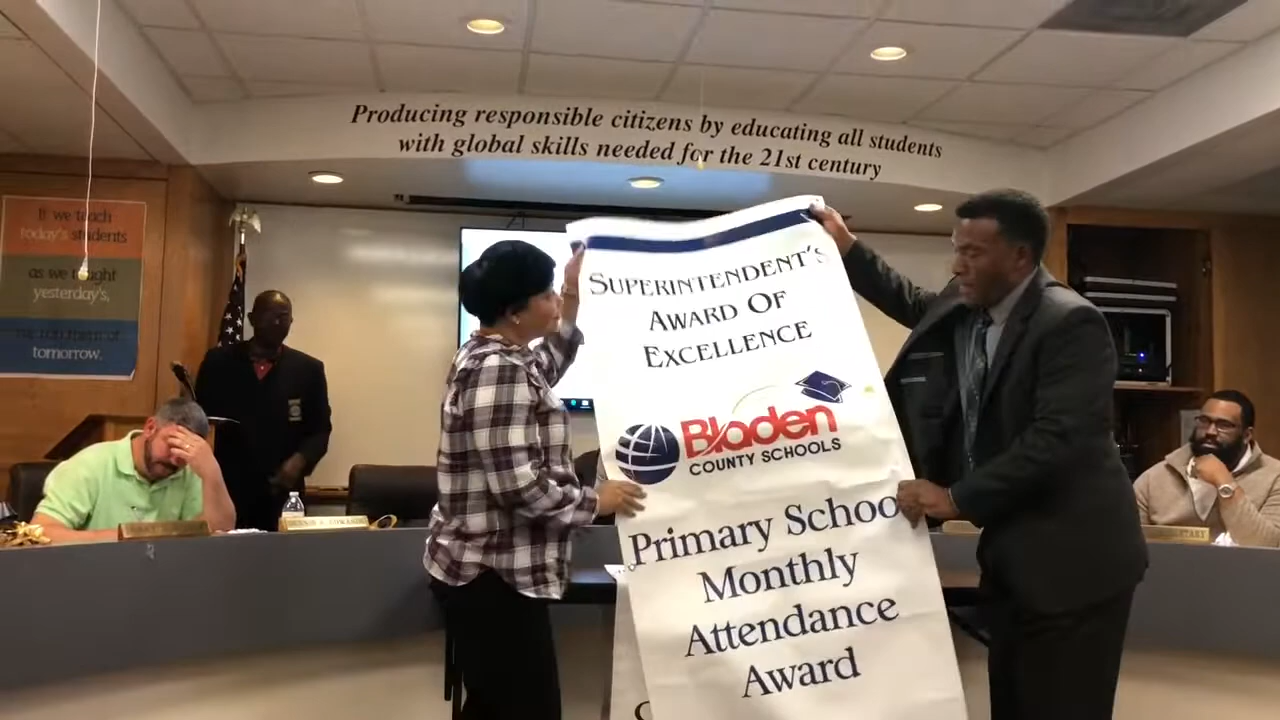 Producing responsible citizens by educating all students
with global skills needed for the 21st century
If we teach
today's students
as we taught
yesterday's,
tomorrow.
SUPERINTENDENT'S
AWARD OF
EXCELLENCE
Bladen
COUNTY SCHOOLS
Primary Schoo
Monthly
Attendance
Award